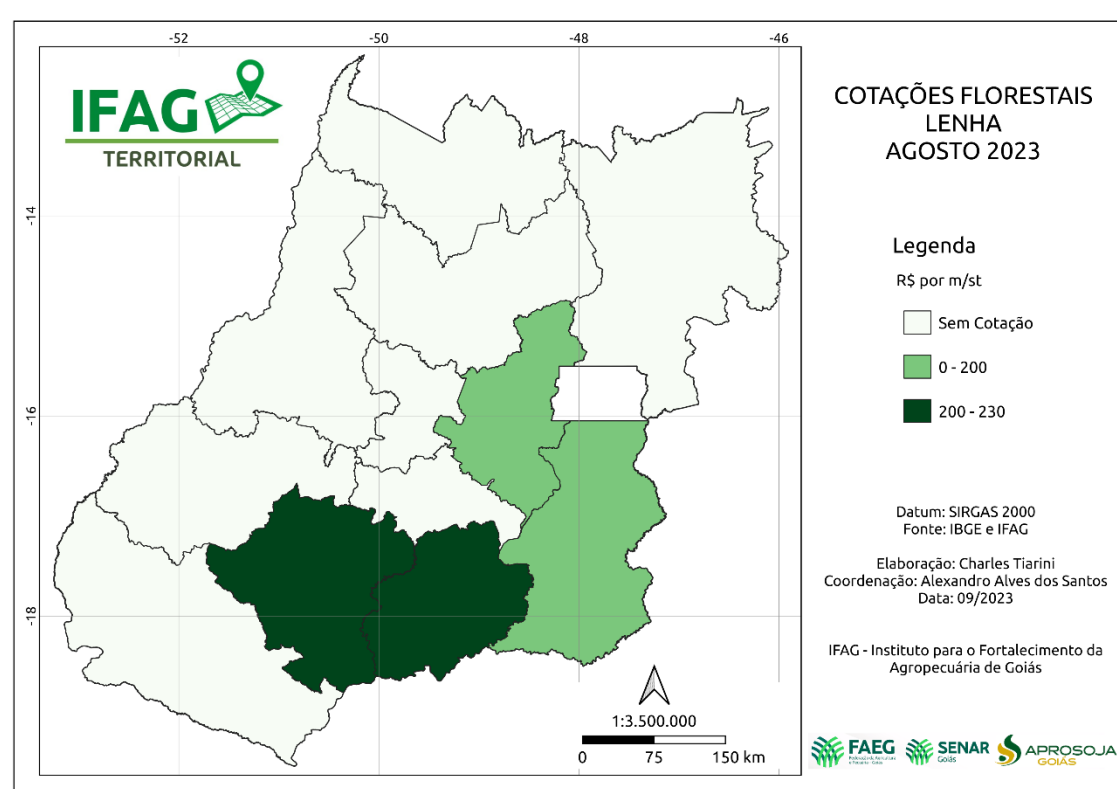 -52
-50
-48
-46
-14
-16
-18
IFAG
TERRITORIAL
COTAÇÕES FLORESTAIS
LENHA
AGOSTO 2023
Legenda
R$ por m/st
Sem Cotação
0 - 200
200 - 230
Datum: SIRGAS 2000
Fonte: IBGE e IFAG
Elaboração: Charles Tiarini
Coordenação: Alexandro Alves dos Santos
Data: 09/2023
IFAG - Instituto para o Fortalecimento da
Agropecuária de Goiás
1:3.500.000
0 75 150 km
FAEG
SENAR
Goiás
APROSOJA
GOIÁS